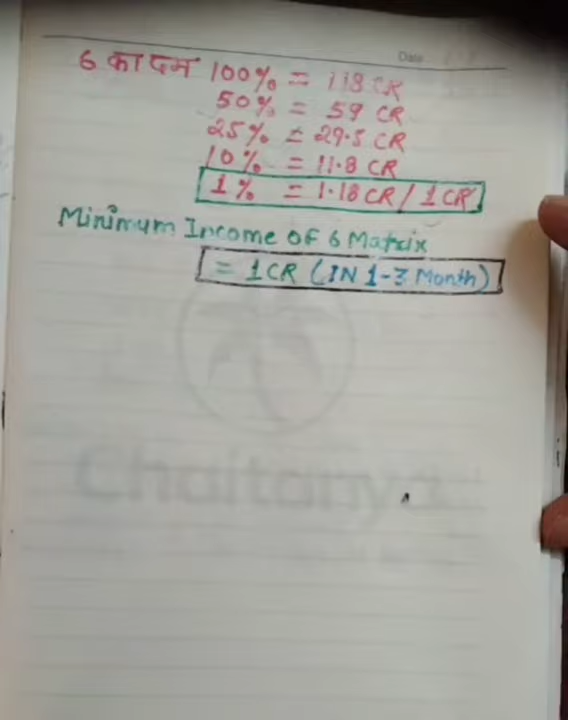 Date
6 का दम 100% = 118 CR
50% = 59 CR
25% = 29.5 CR
10% = 11.8 CR
1% = 1.18 CR / 1 CR
Minimum Income OF 6 Matrix
= 1 CR (IN 1-3 Month)
Chaitanya